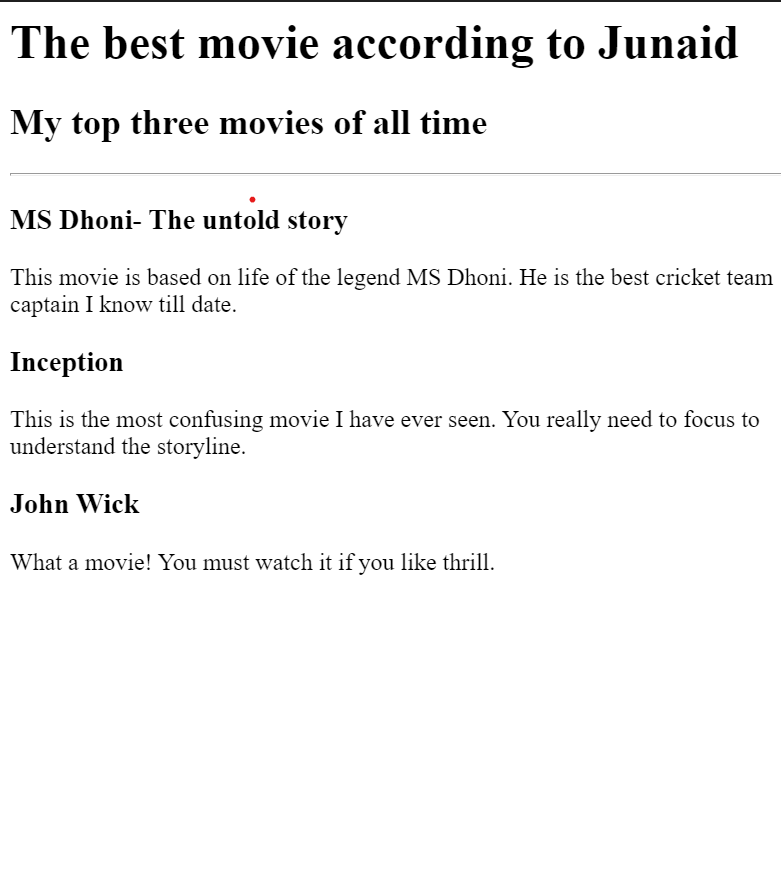 The best movie according to Junaid
My top three movies of all time
MS Dhoni- The untold story
This movie is based on life of the legend MS Dhoni. He is the best cricket team
captain I know till date.
Inception
This is the most confusing movie I have ever seen. You really need to focus to
understand the storyline.
John Wick
What a movie! You must watch it if you like thrill.